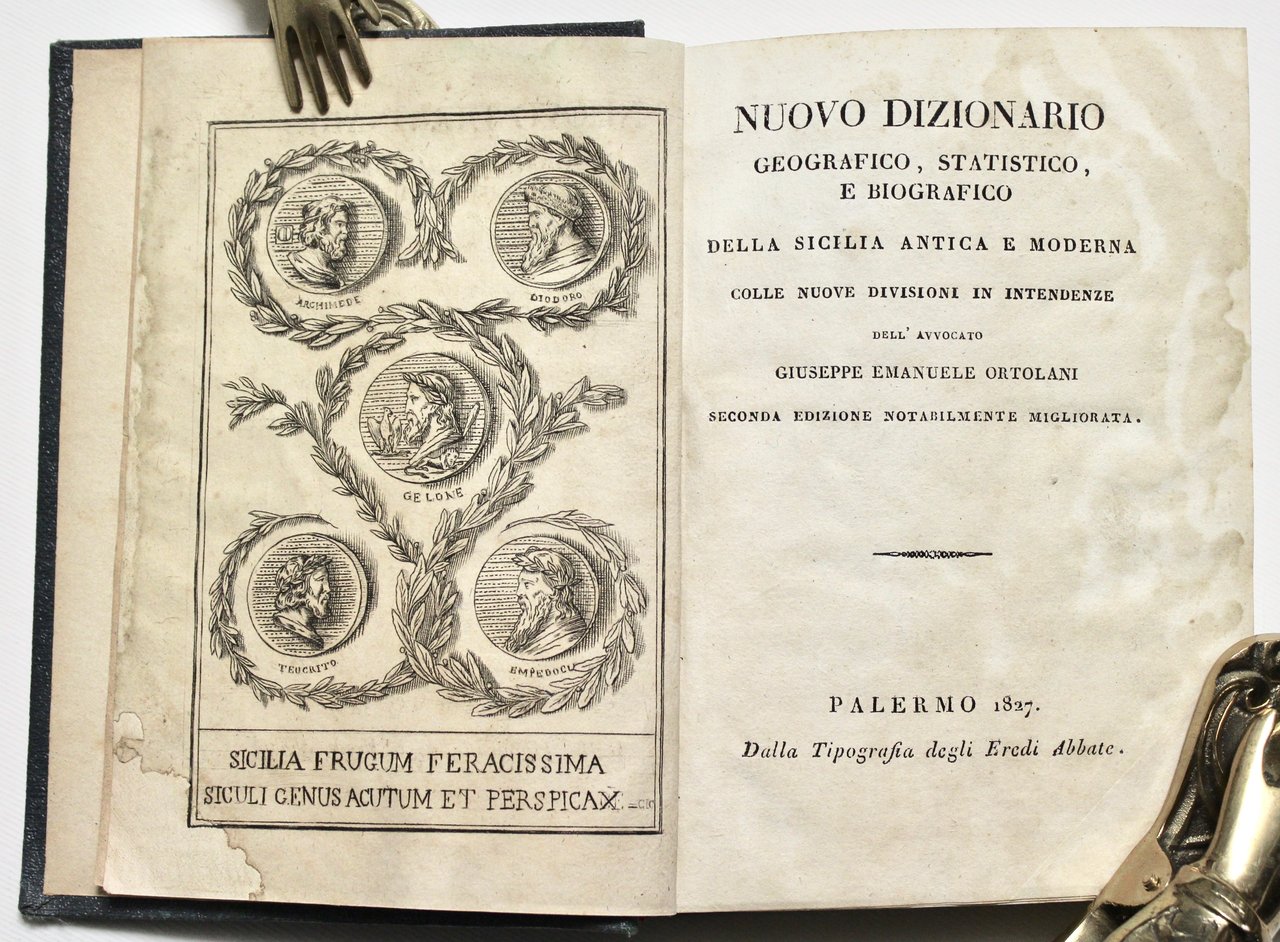 ARCHIMEDE
DIODORO
GELONE
TEOCRITO
EMPEDOCL
SICILIA FRUGUM FERACISSIMA
SICULI GENUS ACUTUM ET PERSPICAX.
NUOVO DIZIONARIO
GEOGRAFICO, STATISTICO,
E BIOGRAFICO
DELLA SICILIA ANTICA E MODERNA
COLLE NUOVE DIVISIONI IN INTENDENZE
DELL' AVVOCATO
GIUSEPPE EMANUELE ORTOLANI
SECONDA EDIZIONE NOTABILMENTE MIGLIORATA.
PALERMO 1827.
Dalla Tipografia degli Eredi Abbate.